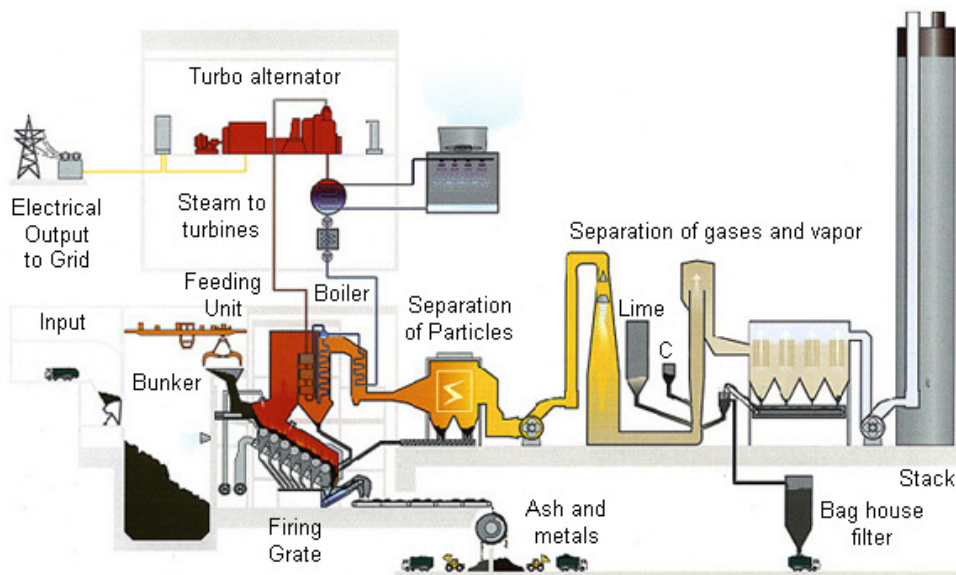 Turbo alternator
Electrical
Output
to Grid
Steam to
turbines
Separation of gases and vapor
Feeding
Unit
Boiler
Separation
of Particles
Lime
Input
C
Bunker
Stack
Firing
Grate
Ash and
metals
Bag house
filter